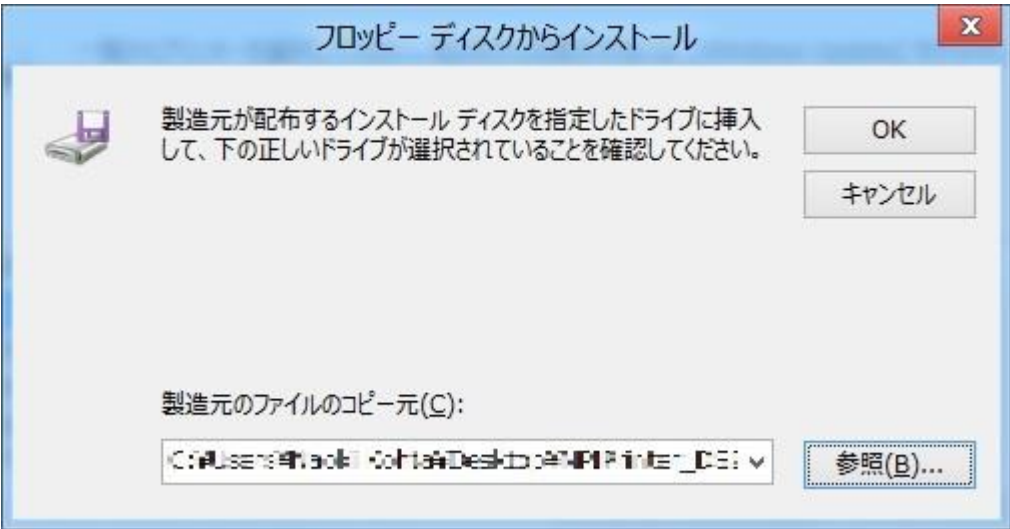 フロッピー ディスクからインストール
製造元が配布するインストール ディスクを指定したドライブに挿入
して、下の正しいドライブが選択されていることを確認してください。
OK
キャンセル
製造元のファイルのコピー元(C):
参照(B)...